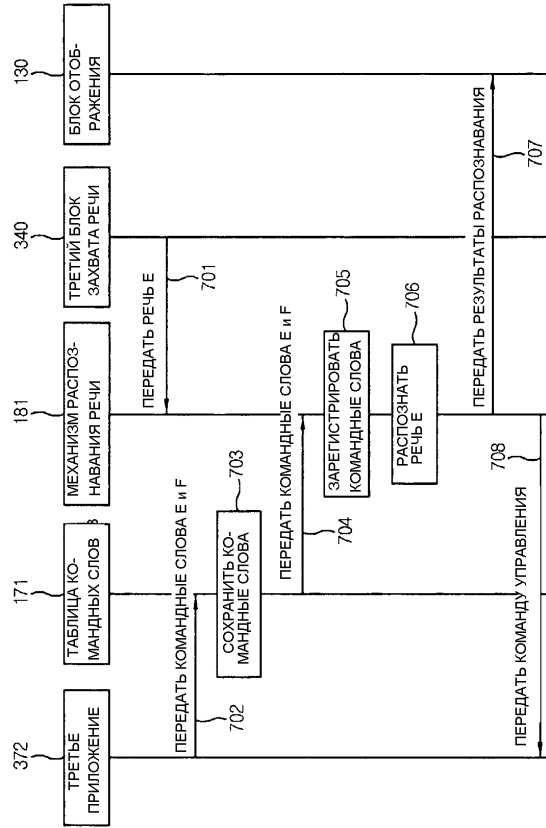 372
171
181
340
130
ТРЕТЬЕ
ПРИЛОЖЕНИЕ
ТАБЛИЦА КО-
МАНДНЫХ СЛОВ
МЕХАНИЗМ РАСПОЗ-
НАВАНИЯ РЕЧИ
ТРЕТИЙ БЛОК
ЗАХВАТА РЕЧИ
БЛОК ОТОБ-
РАЖЕНИЯ
ПЕРЕДАТЬ РЕЧЬ E
701
ПЕРЕДАТЬ КОМАНДНЫЕ СЛОВА E и F
702
СОХРАНИТЬ КО-
МАНДНЫЕ СЛОВА
703
ПЕРЕДАТЬ КОМАНДНЫЕ СЛОВА E и F
704
ЗАРЕГИСТРИРОВАТЬ
КОМАНДНЫЕ СЛОВА
705
РАСПОЗНАТЬ
РЕЧЬ E
706
ПЕРЕДАТЬ РЕЗУЛЬТАТЫ РАСПОЗНАВАНИЯ
707
ПЕРЕДАТЬ КОМАНДУ УПРАВЛЕНИЯ
708